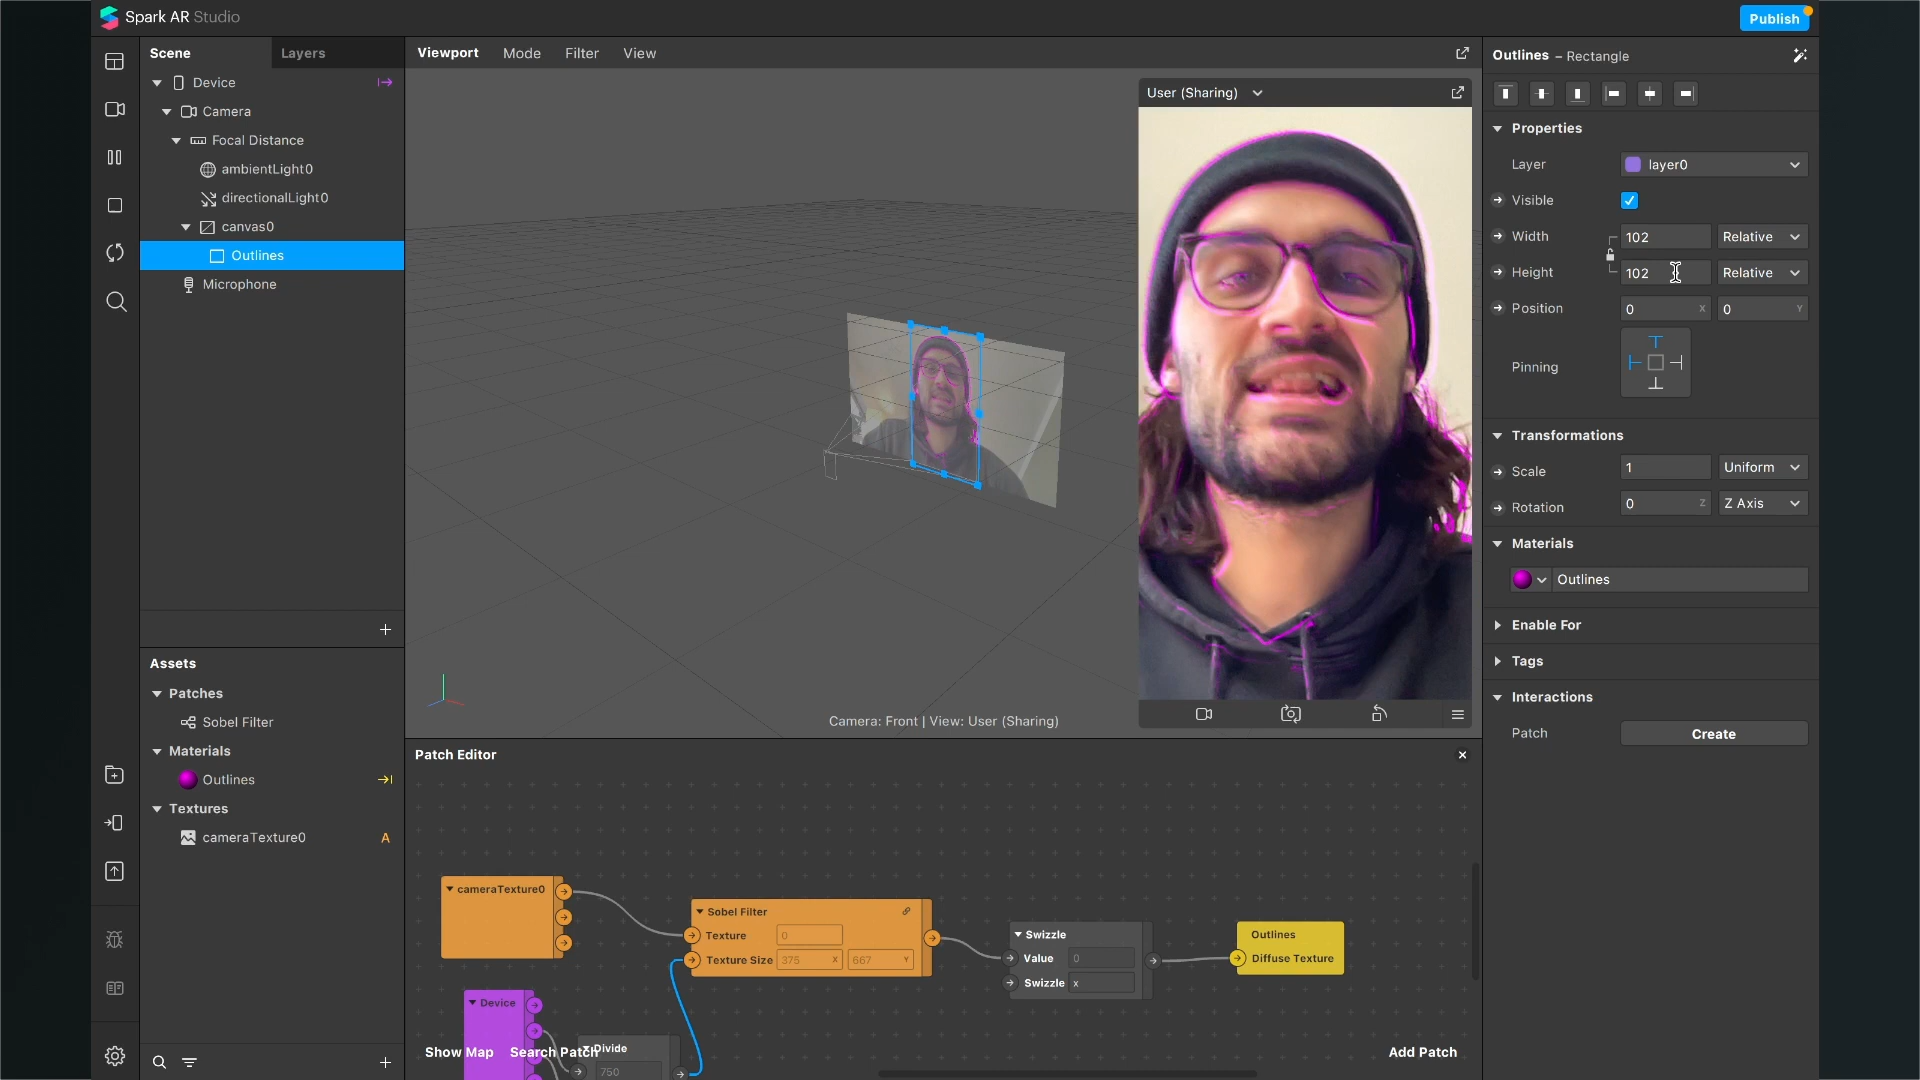 Spark AR Studio
Publish
Scene
Layers
Device
Camera
Focal Distance
ambientLight0
directionalLight0
canvas0
Outlines
Microphone
Assets
Patches
Sobel Filter
Materials
Outlines
Textures
cameraTexture0
A
Viewport Mode Filter View
User (Sharing)
Camera: Front | View: User (Sharing)
Patch Editor
cameraTexture0
Sobel Filter
Texture 0
Texture Size 375 X 667 Y
Swizzle
Value 0
Swizzle x
Outlines
Diffuse Texture
Device
Divide
750
Show Map Search Patch
Add Patch
Outlines – Rectangle
Properties
Layer layer0
Visible
Width 102 Relative
Height 102 Relative
Position 0 X 0 Y
Pinning
Transformations
Scale 1 Uniform
Rotation 0 Z Z Axis
Materials
Outlines
Enable For
Tags
Interactions
Patch Create